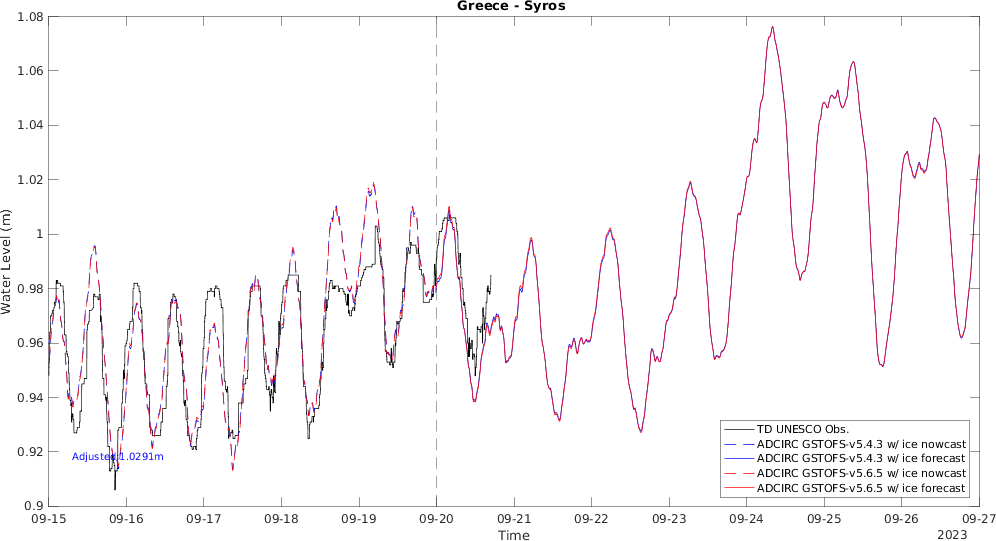 Greece - Syros
1.08
1.06
1.04
1.02
1
0.98
0.96
0.94
0.92
0.9
Water Level (m)
Adjusted 1.0291m
TD UNESCO Obs.
ADCIRC GSTOFS-v5.4.3 w/ ice nowcast
ADCIRC GSTOFS-v5.4.3 w/ ice forecast
ADCIRC GSTOFS-v5.6.5 w/ ice nowcast
ADCIRC GSTOFS-v5.6.5 w/ ice forecast
09-15 09-16 09-17 09-18 09-19 09-20 09-21 09-22 09-23 09-24 09-25 09-26 09-27
Time
2023